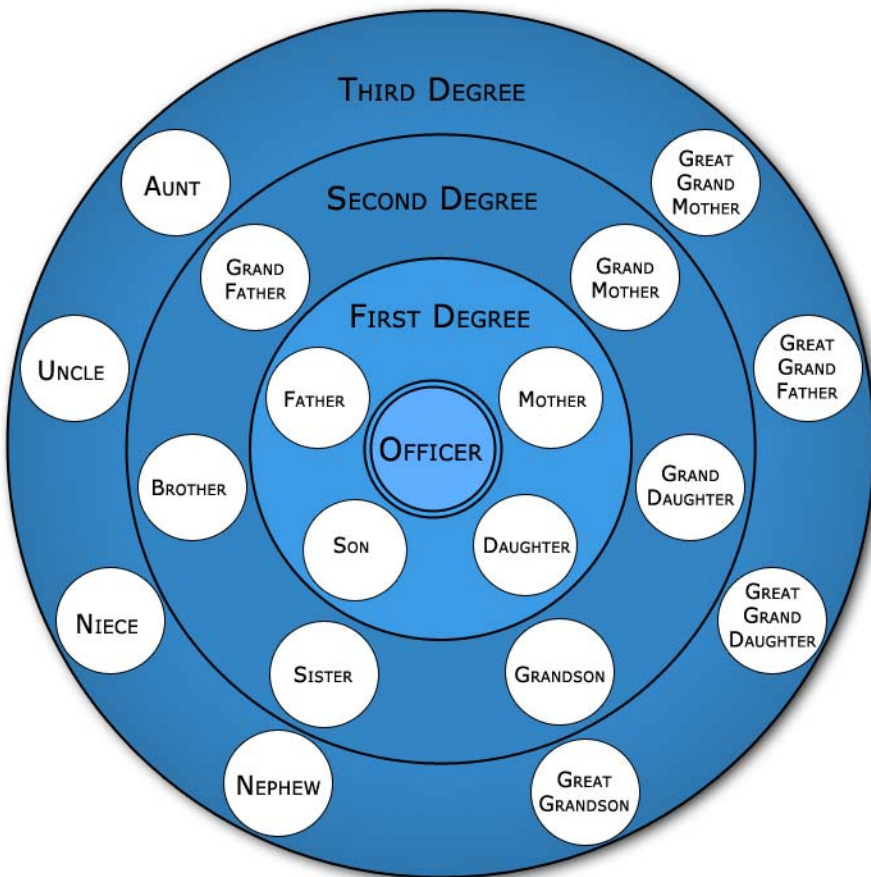 THIRD DEGREE
AUNT
GREAT
GRAND
MOTHER
SECOND DEGREE
GRAND
FATHER
GRAND
MOTHER
FIRST DEGREE
UNCLE
GREAT
GRAND
FATHER
FATHER
MOTHER
OFFICER
BROTHER
GRAND
DAUGHTER
SON
DAUGHTER
NIECE
GREAT
GRAND
DAUGHTER
SISTER
GRANDSON
NEPHEW
GREAT
GRANDSON